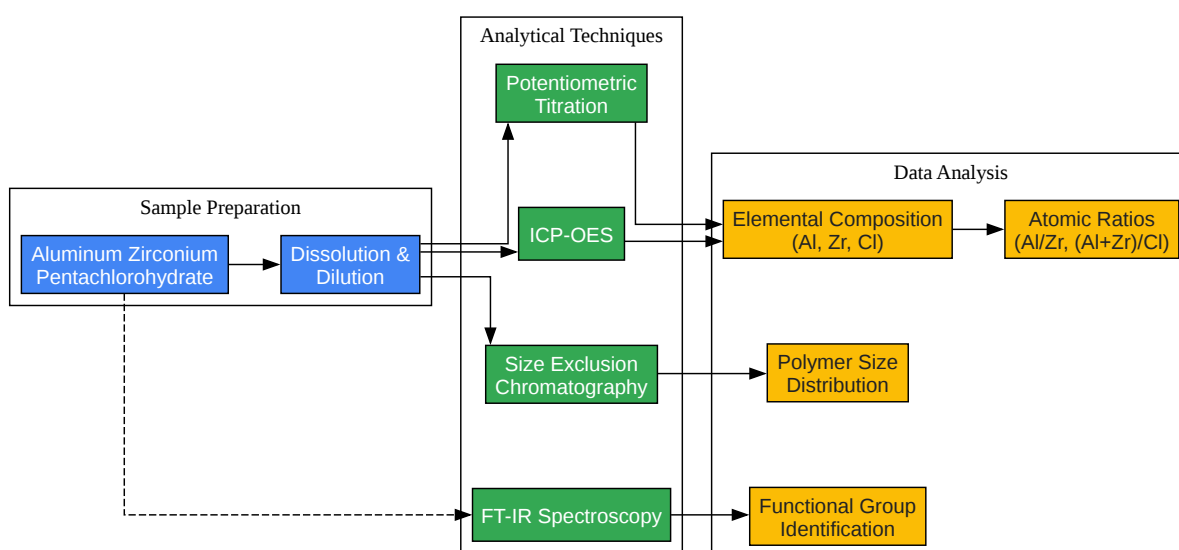 Analytical Techniques
Potentiometric
Titration
Data Analysis
Sample Preparation
Aluminum Zirconium
Pentachlorohydrate
Dissolution &
Dilution
ICP-OES
Elemental Composition
(Al, Zr, Cl)
Atomic Ratios
(Al/Zr, (Al+Zr)/Cl)
Size Exclusion
Chromatography
Polymer Size
Distribution
FT-IR Spectroscopy
Functional Group
Identification